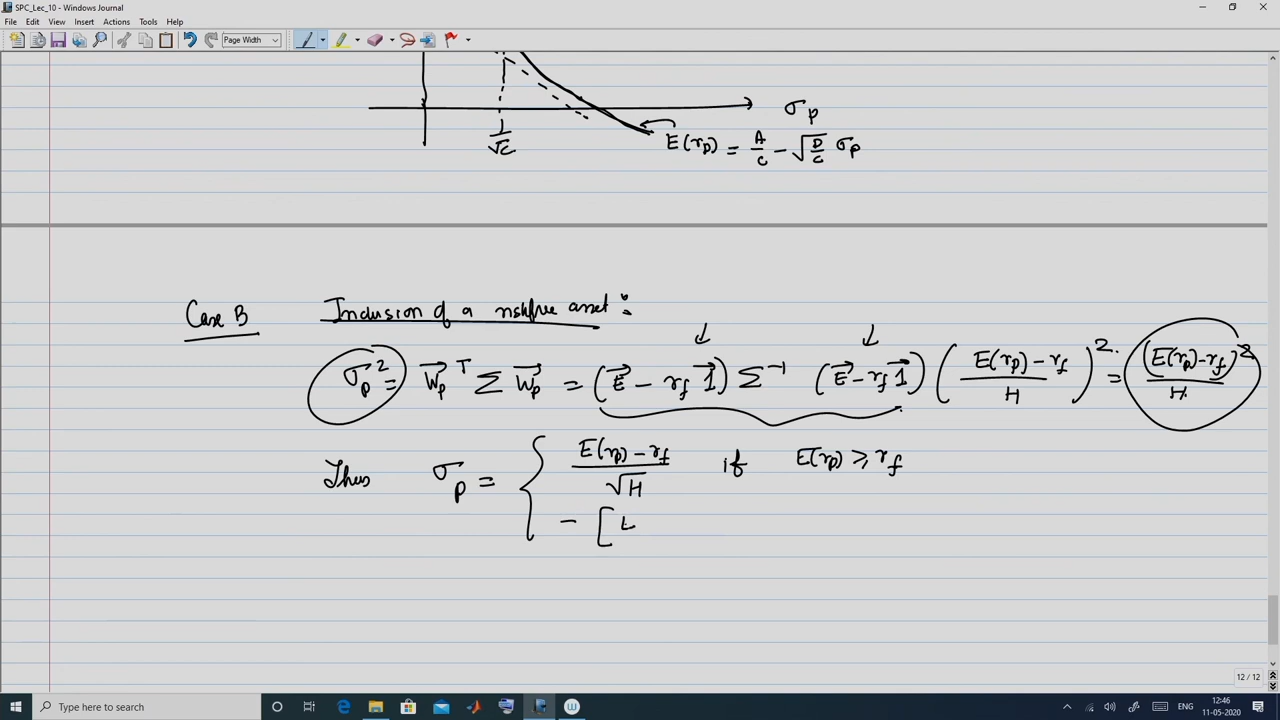 SPC_Lec_10 - Windows Journal
File Edit View Insert Actions Tools Help
Page Width
σp
1/√C
E(rp) = A/C - √(D/C) σp
Case B Inclusion of a riskfree asset :
σp² = W⃗pᵀ Σ W⃗p = (E⃗ - rf 1⃗) Σ⁻¹ (E⃗ - rf 1⃗) ((E(rp) - rf)/H)² = (E(rp) - rf)²/H
Thus σp = { (E(rp) - rf)/√H if E(rp) ≥ rf
- [ E
12 / 12
Type here to search
ENG
12:46
11-05-2020